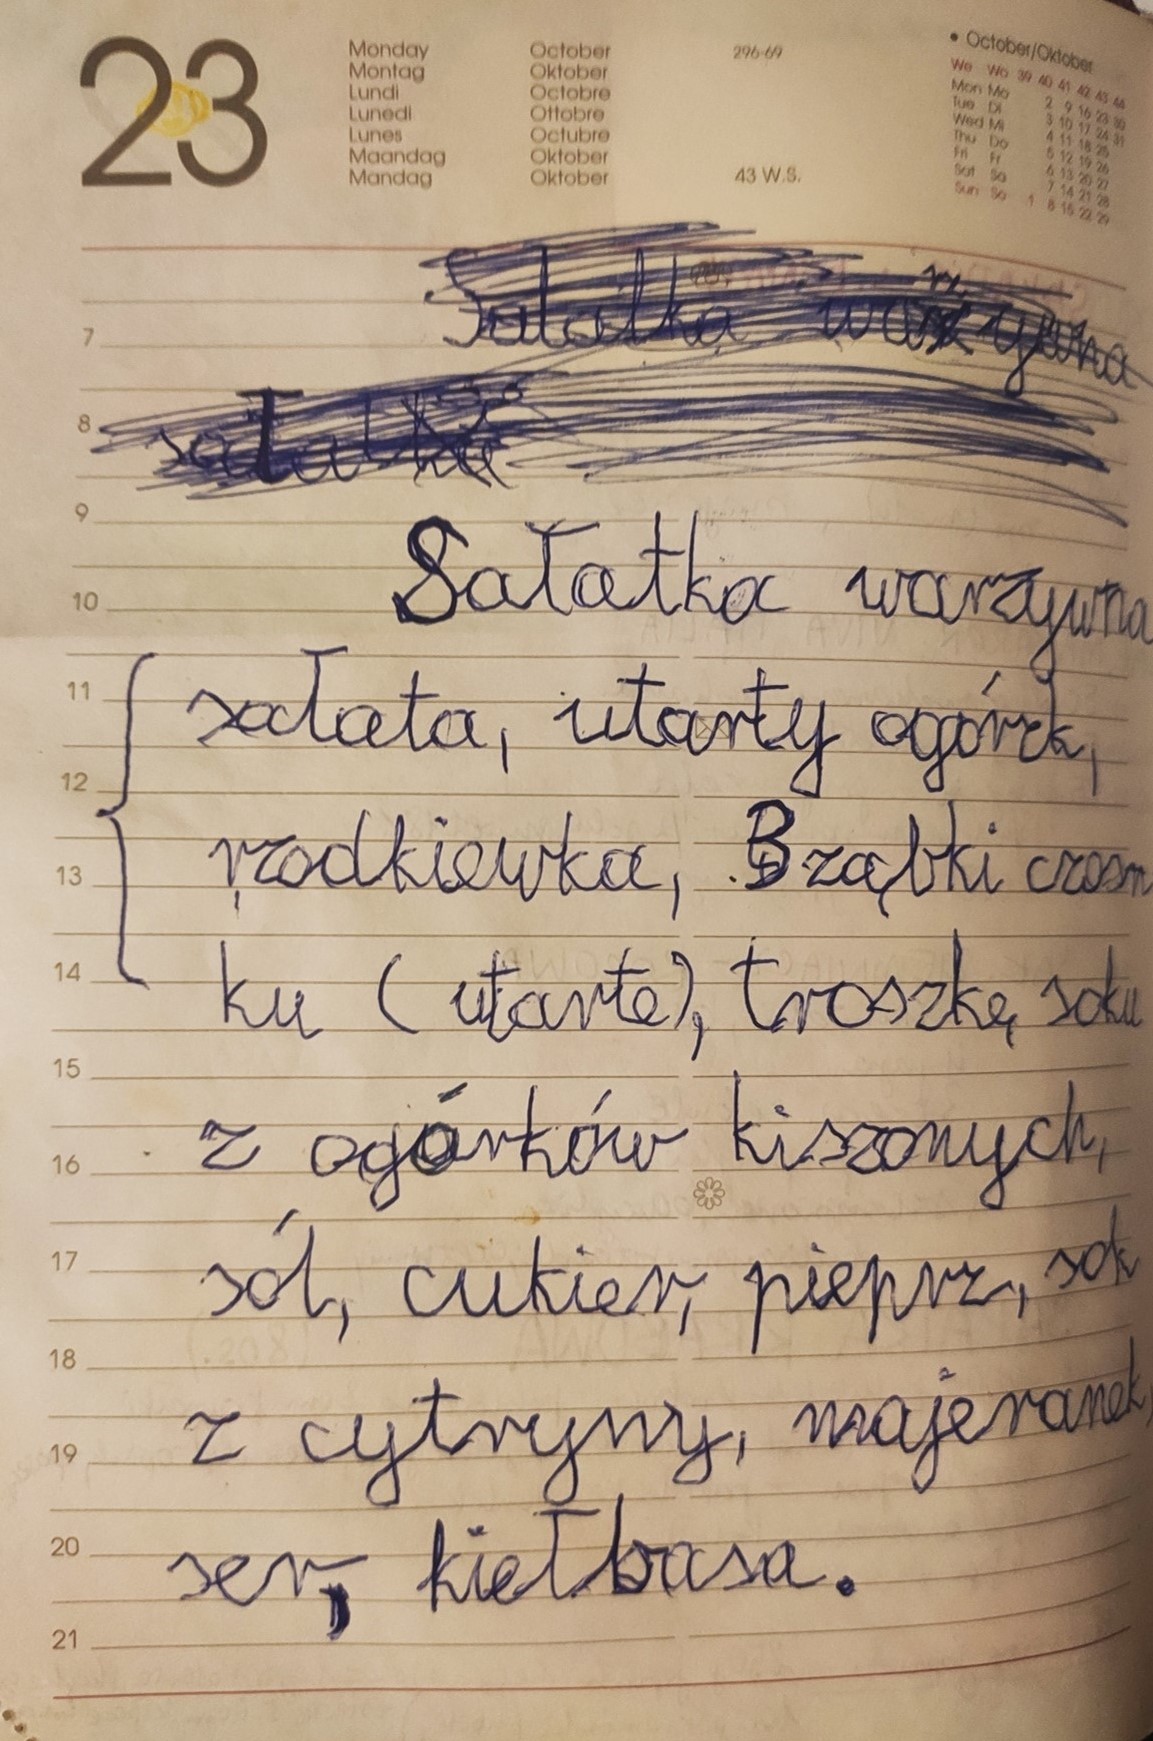 23
Monday October 296-69
Montag Oktober
Lundi Octobre
Lunedi Ottobre
Lunes Octubre
Maandag Oktober
Mandag Oktober 43 W.S.
• October/Oktober
We Wo 39 40 41 42 43 44
Mon Mo 2 9 16 23 30
Tue Di 3 10 17 24 31
Wed Mi 4 11 18 25
Thu Do 5 12 19 26
Fri Fr 6 13 20 27
Sat Sa 7 14 21 28
Sun So 1 8 15 22 29
7 Sałatka warzywna
8
9
10 Sałatka warzywna
11 sałata, utarty ogórek,
12
13 rzodkiewka, 3 ząbki czosn
14 ku (utarte), troszkę soku
15
16 z ogórków kiszonych,
17 sól, cukier, pieprz, sok
18
19 z cytryny, majeranek,
20 ser, kiełbasa.
21